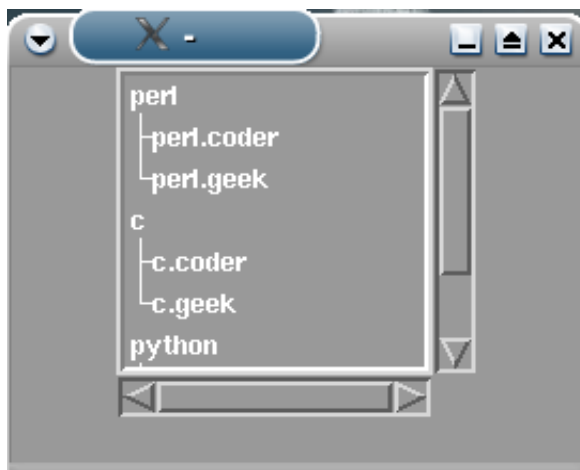 X -
perl
perl.coder
perl.geek
c
c.coder
c.geek
python